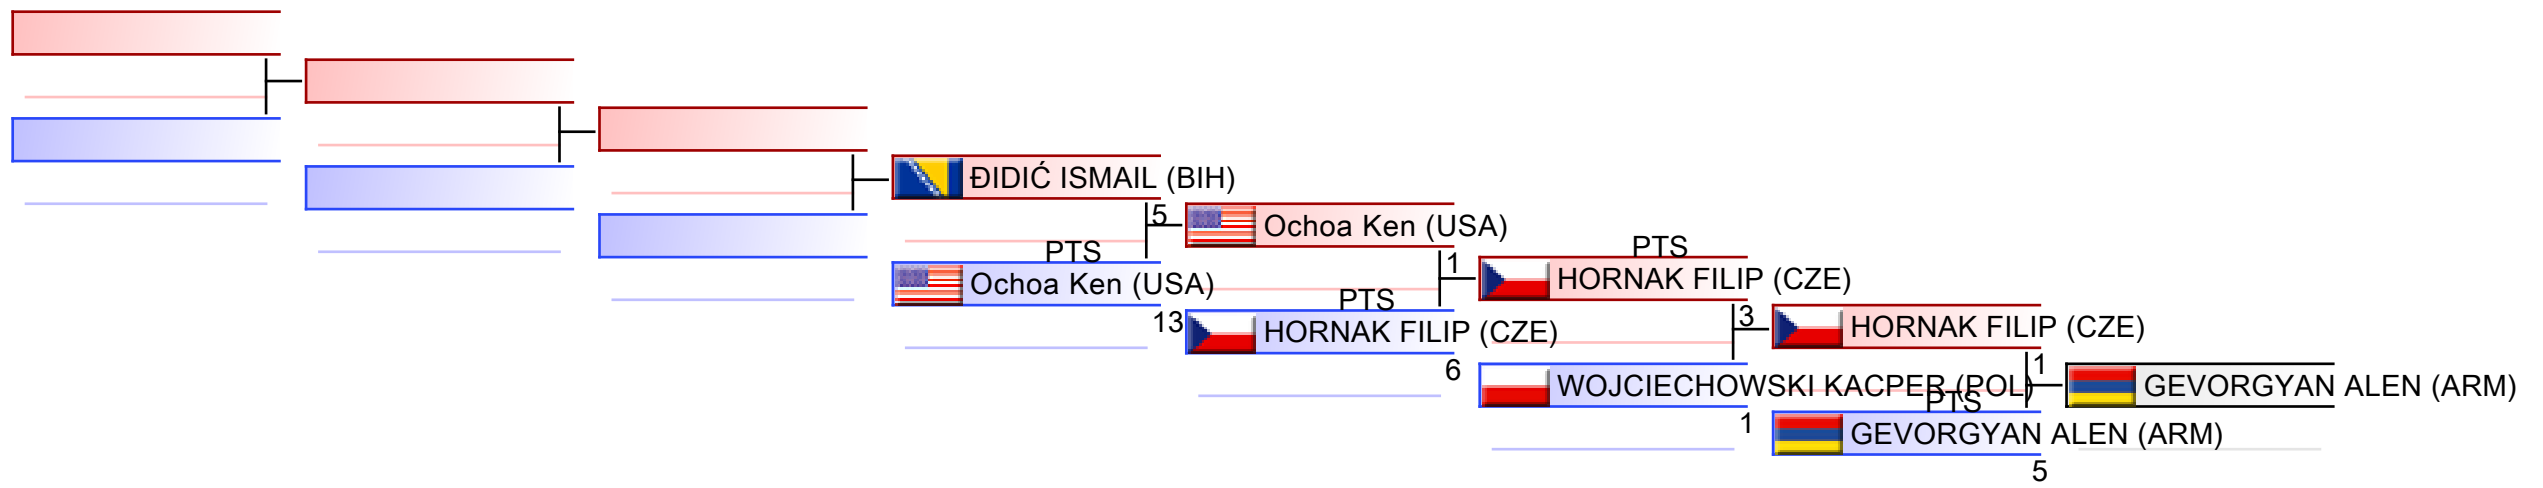 ĐIDIĆ ISMAIL (BIH)
5
PTS
Ochoa Ken (USA)
13
Ochoa Ken (USA)
1
PTS
HORNAK FILIP (CZE)
6
PTS
HORNAK FILIP (CZE)
3
WOJCIECHOWSKI KACPER (POL)
1
HORNAK FILIP (CZE)
1
PTS
GEVORGYAN ALEN (ARM)
5
GEVORGYAN ALEN (ARM)